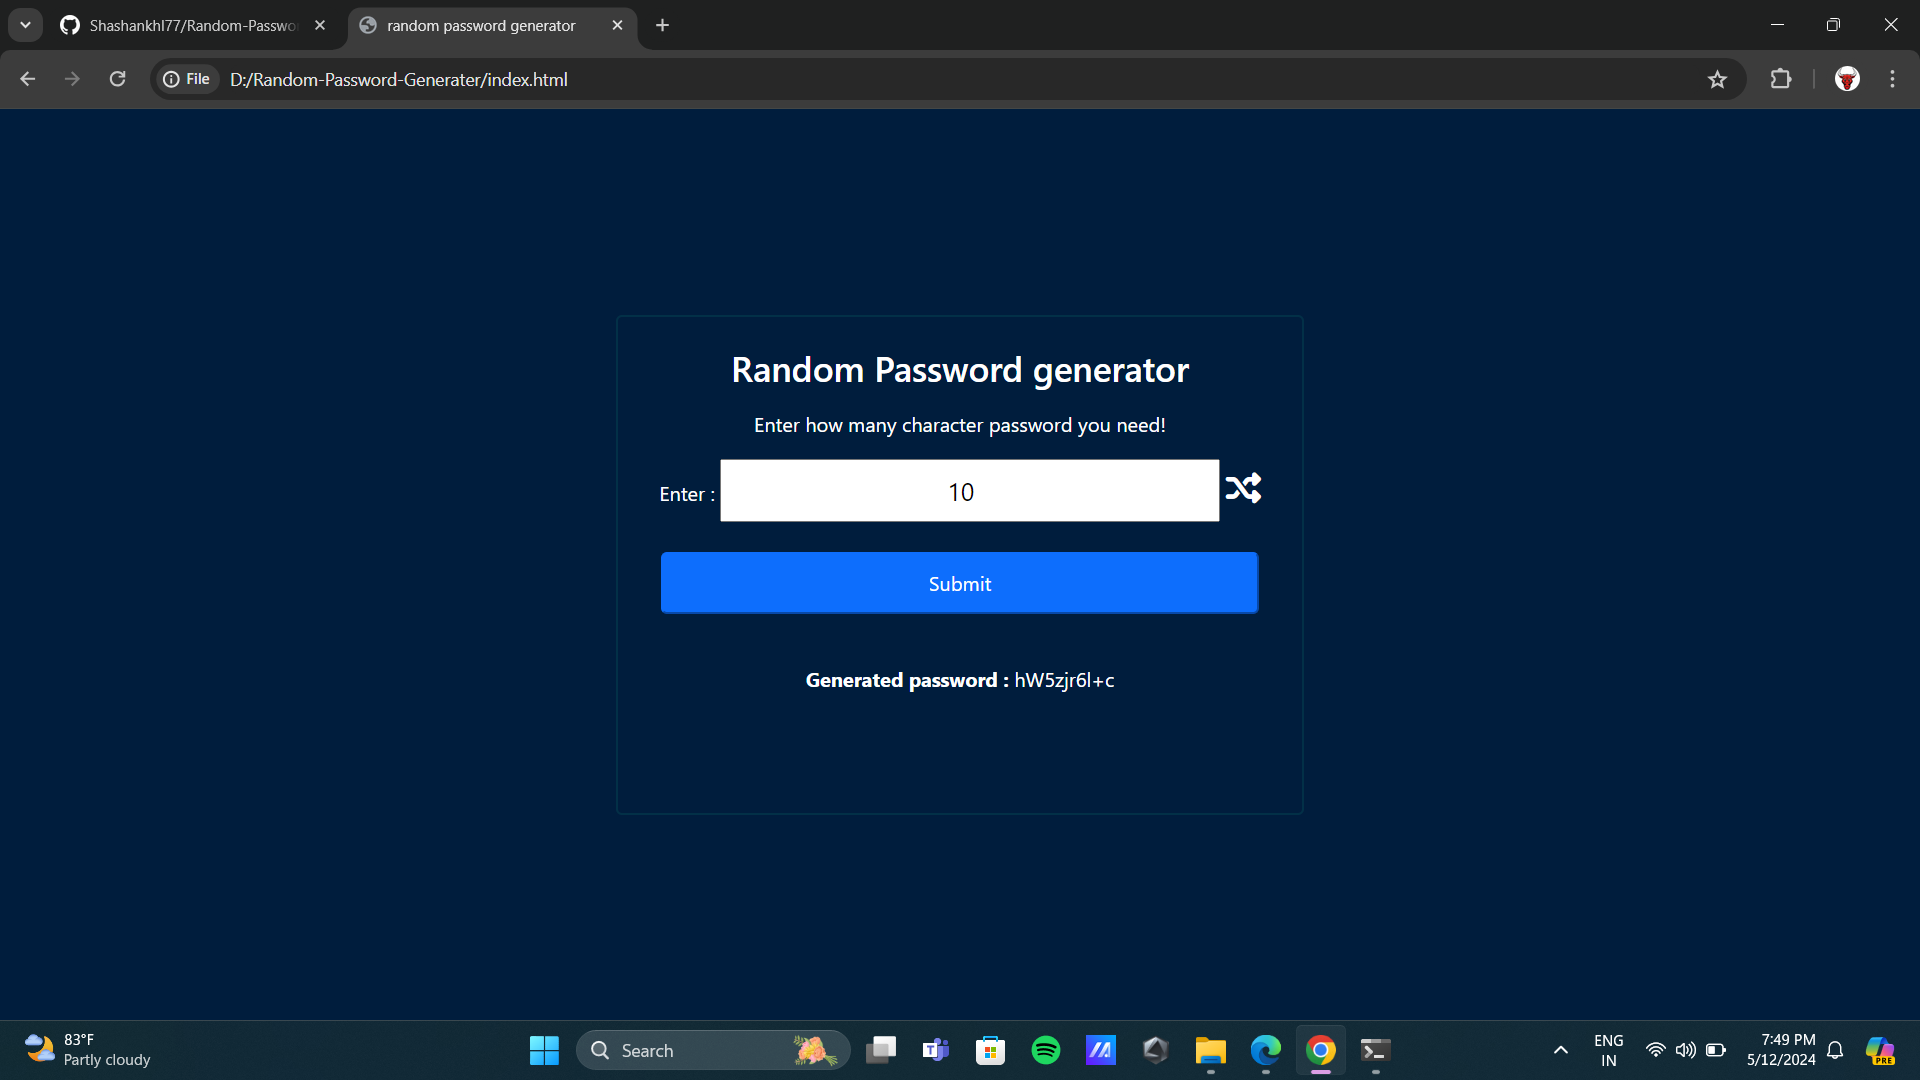 Shashankhl77/Random-Passwo
random password generator
File
D:/Random-Password-Generater/index.html
Random Password generator
Enter how many character password you need!
Enter :
10
Submit
Generated password : hW5zjr6l+c
83°F
Partly cloudy
Search
ENG
IN
7:49 PM
5/12/2024
PRE